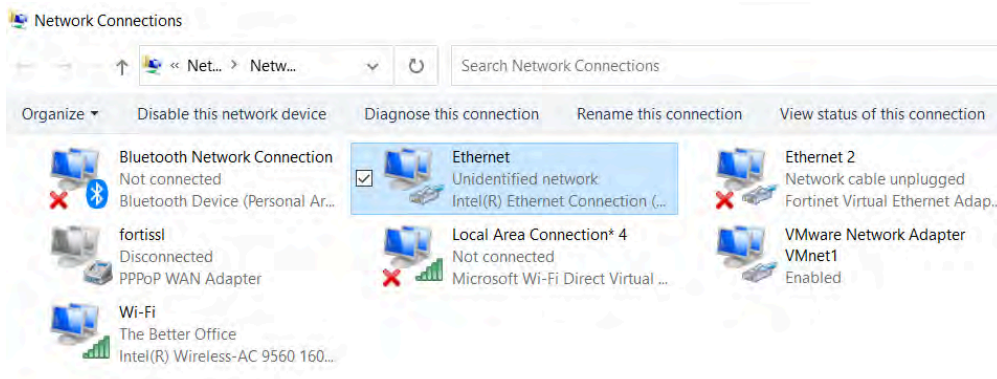 Network Connections
« Net... > Netw...
Search Network Connections
Organize Disable this network device Diagnose this connection Rename this connection View status of this connection
Bluetooth Network Connection
Not connected
Bluetooth Device (Personal Ar...
Ethernet
Unidentified network
Intel(R) Ethernet Connection (...
Ethernet 2
Network cable unplugged
Fortinet Virtual Ethernet Adap...
fortissl
Disconnected
PPPoP WAN Adapter
Local Area Connection* 4
Not connected
Microsoft Wi-Fi Direct Virtual ...
VMware Network Adapter
VMnet1
Enabled
Wi-Fi
The Better Office
Intel(R) Wireless-AC 9560 160...